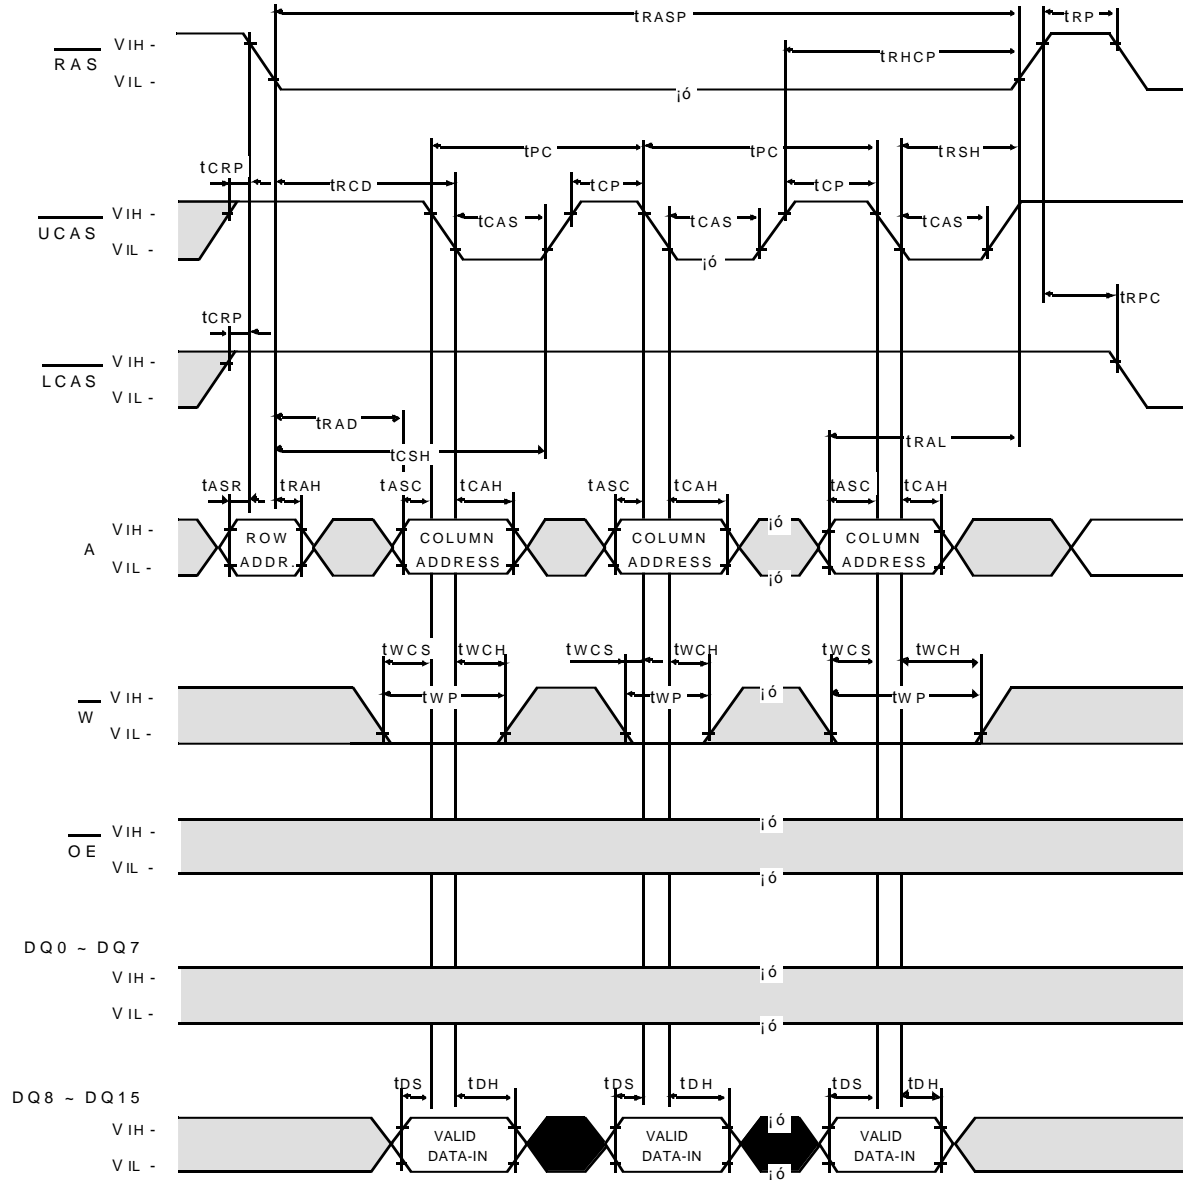 tRASP
tRP
RAS
VIH -
VIL -
tRHCP
¡ó
tCRP
tRCD
tPC
tPC
tRSH
tCP
tCP
UCAS
VIH -
VIL -
tCAS
tCAS
tCAS
¡ó
tRPC
tCRP
LCAS
VIH -
VIL -
tRAD
tCSH
tRAL
tASR
tRAH
tASC
tCAH
tASC
tCAH
tASC
tCAH
A
VIH -
VIL -
ROW
ADDR.
COLUMN
ADDRESS
COLUMN
ADDRESS
¡ó
¡ó
COLUMN
ADDRESS
tWCS
tWCH
tWCS
tWCH
tWCS
tWCH
W
VIH -
VIL -
tWP
tWP
¡ó
tWP
OE
VIH -
VIL -
¡ó
¡ó
DQ0 ~ DQ7
VIH -
VIL -
¡ó
¡ó
DQ8 ~ DQ15
tDS
tDH
tDS
tDH
tDS
tDH
VIH -
VIL -
VALID
DATA-IN
VALID
DATA-IN
¡ó
¡ó
VALID
DATA-IN